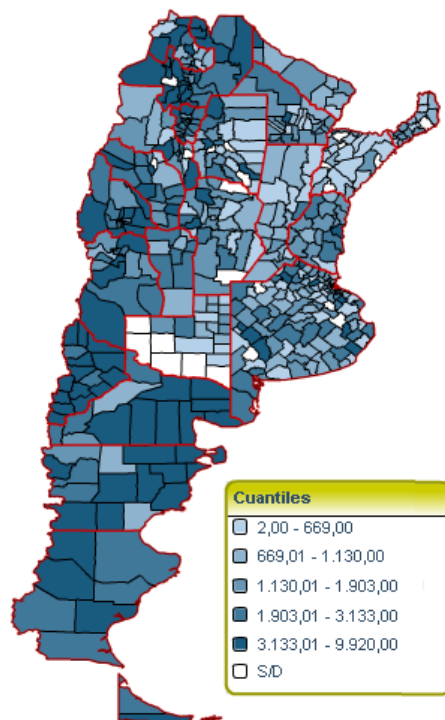 Cuantiles
2,00 - 669,00
669,01 - 1.130,00
1.130,01 - 1.903,00
1.903,01 - 3.133,00
3.133,01 - 9.920,00
S/D